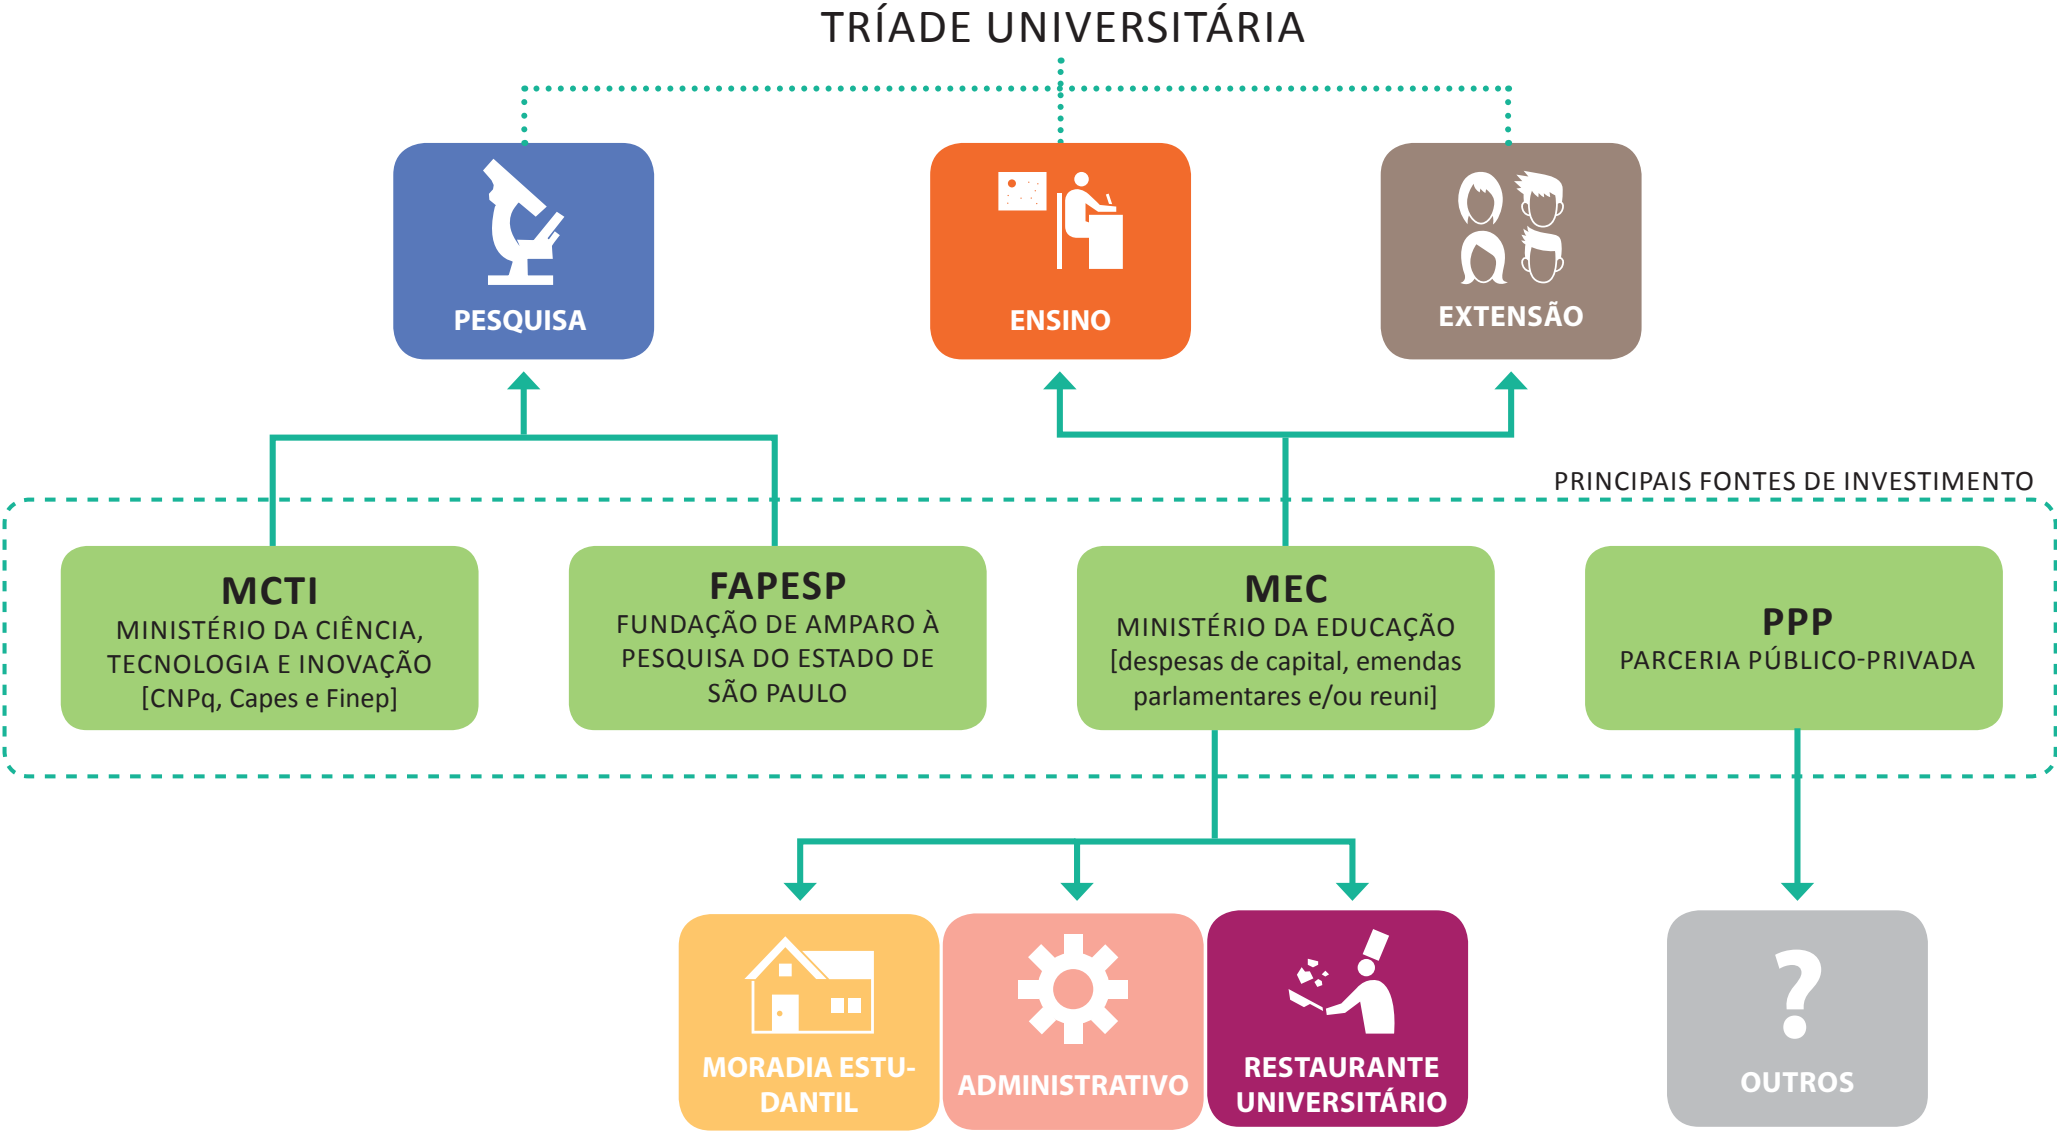 TRÍADE UNIVERSITÁRIA
PESQUISA
ENSINO
EXTENSÃO
PRINCIPAIS FONTES DE INVESTIMENTO
MCTI
MINISTÉRIO DA CIÊNCIA,
TECNOLOGIA E INOVAÇÃO
[CNPq, Capes e Finep]
FAPESP
FUNDAÇÃO DE AMPARO À
PESQUISA DO ESTADO DE
SÃO PAULO
MEC
MINISTÉRIO DA EDUCAÇÃO
[despesas de capital, emendas
parlamentares e/ou reuni]
PPP
PARCERIA PÚBLICO-PRIVADA
MORADIA ESTU-
DANTIL
ADMINISTRATIVO
RESTAURANTE
UNIVERSITÁRIO
?
OUTROS